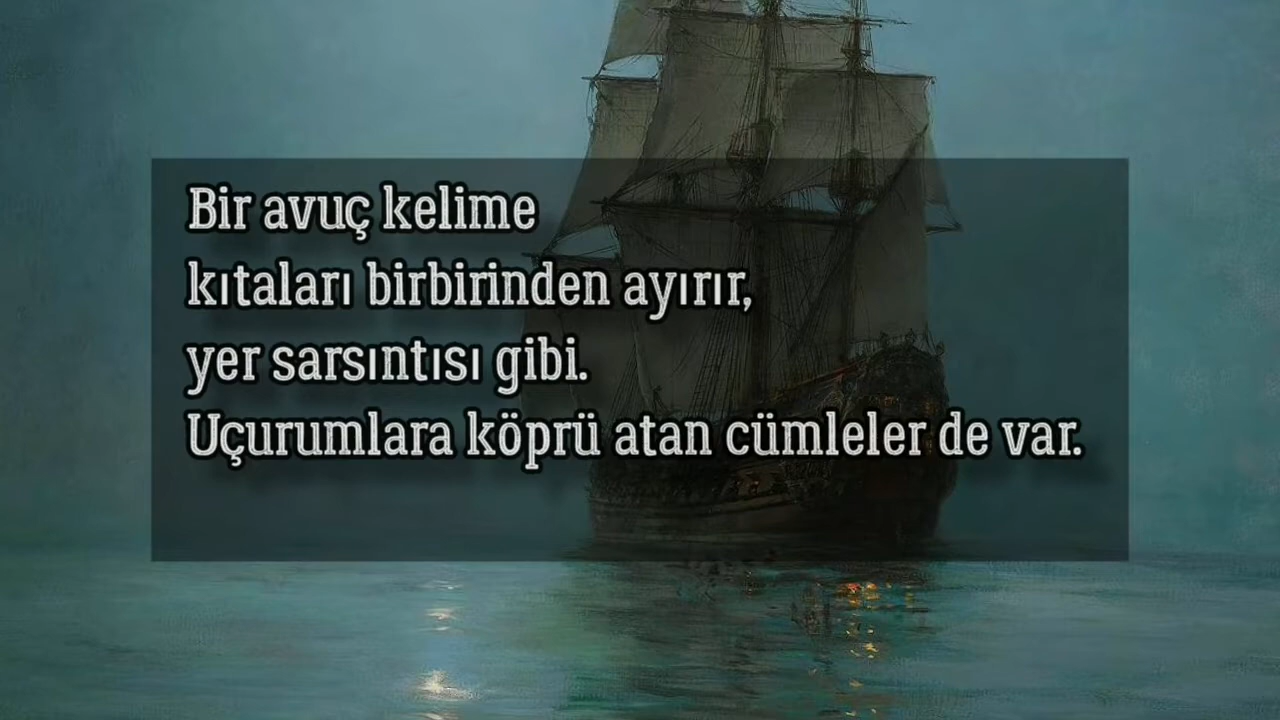 Bir avuç kelime
kıtaları birbirinden ayırır,
yer sarsıntısı gibi.
Uçurumlara köprü atan cümleler de var.